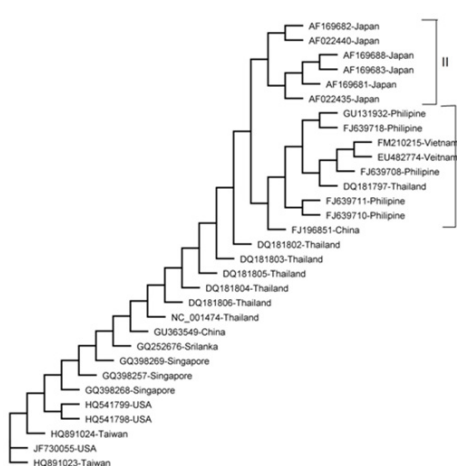 AF169682-Japan
AF022440-Japan
AF169688-Japan
AF169683-Japan
AF169681-Japan
AF022435-Japan
II
GU131932-Philipine
FJ639718-Philipine
FM210215-Vietnam
EU482774-Veitnam
FJ639708-Philipine
DQ181797-Thailand
FJ639711-Philipine
FJ639710-Philipine
FJ196851-China
DQ181802-Thailand
DQ181803-Thailand
DQ181805-Thailand
DQ181804-Thailand
DQ181806-Thailand
NC_001474-Thailand
GU363549-China
GQ252676-Srilanka
GQ398269-Singapore
GQ398257-Singapore
GQ398268-Singapore
HQ541799-USA
HQ541798-USA
HQ891024-Taiwan
JF730055-USA
HQ891023-Taiwan